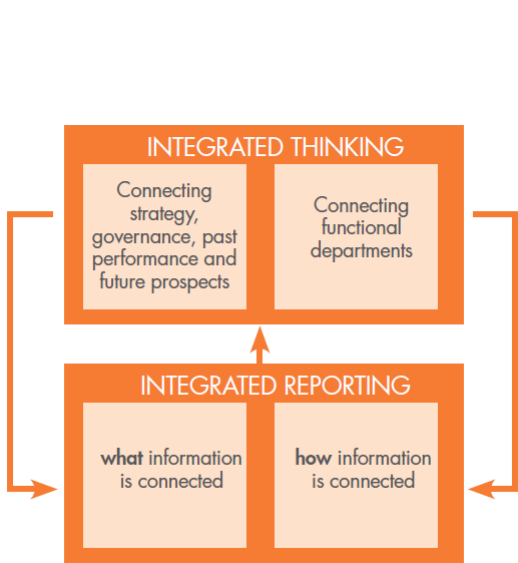 INTEGRATED THINKING
Connecting
strategy,
governance, past
performance and
future prospects
Connecting
functional
departments
INTEGRATED REPORTING
what information
is connected
how information
is connected